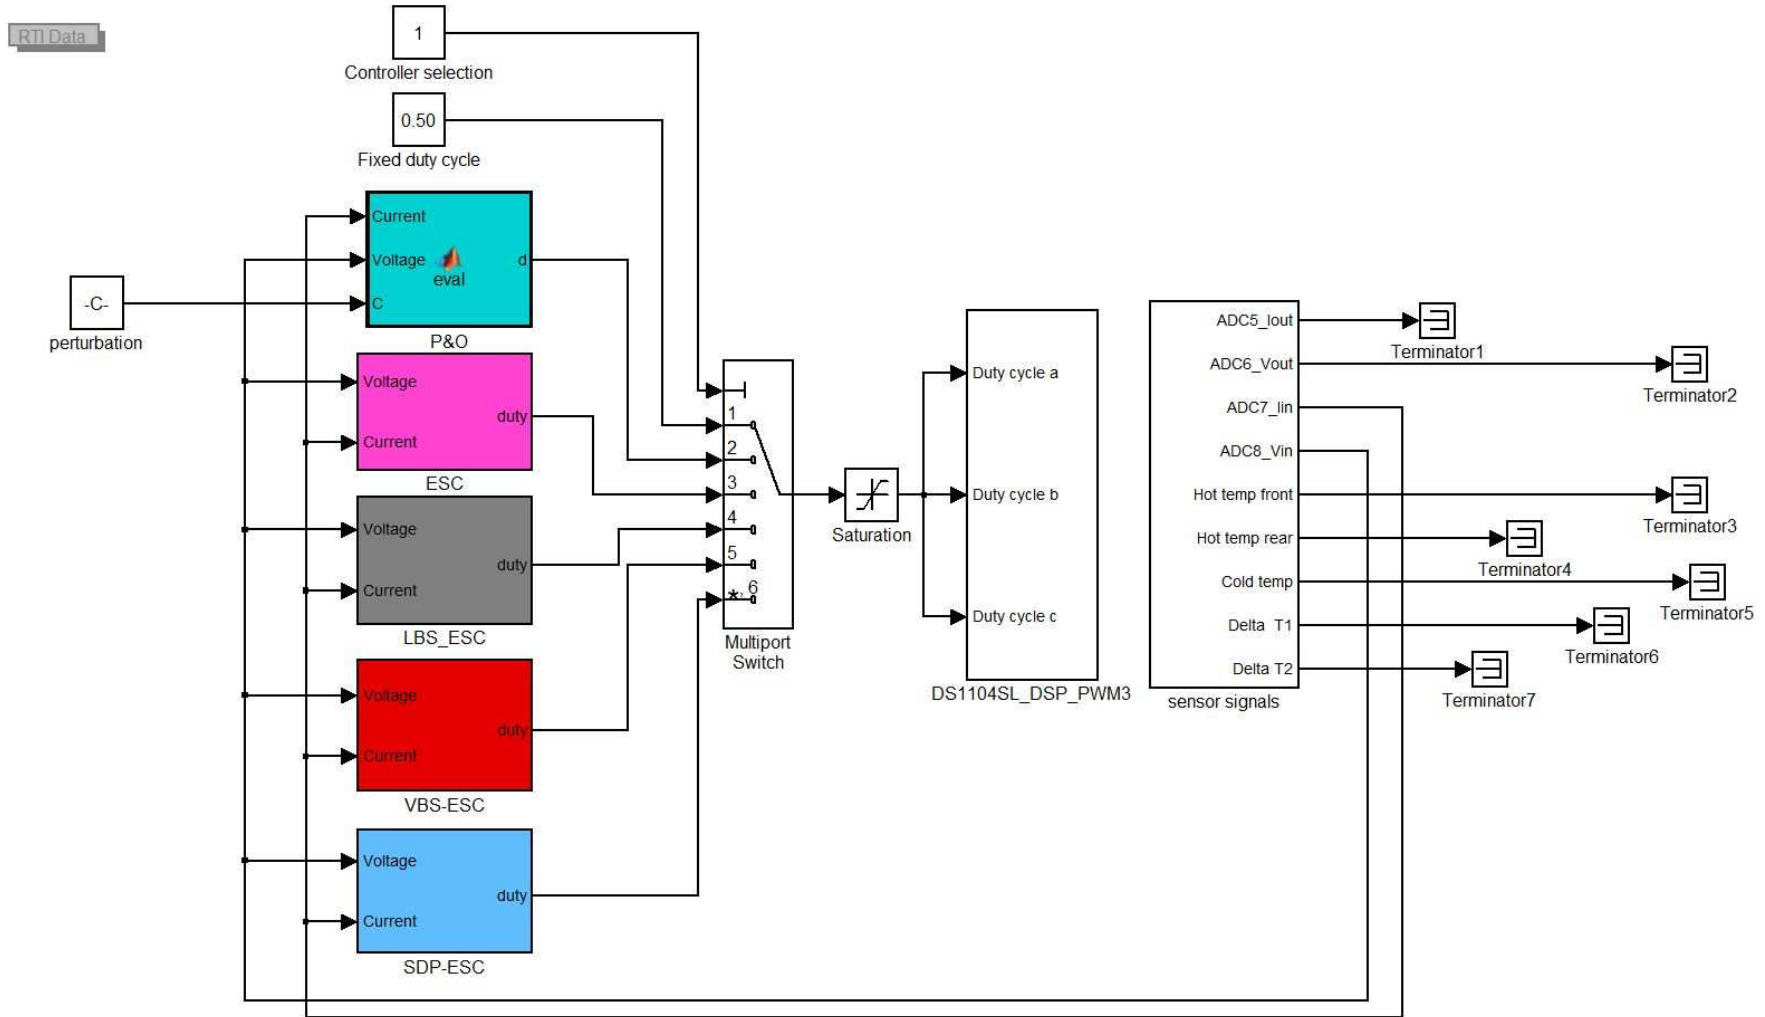 RTI Data
1
Controller selection
0.50
Fixed duty cycle
-C-
perturbation
Current
Voltage
C
eval
d
P&O
Voltage
Current
duty
ESC
Voltage
Current
duty
LBS_ESC
Voltage
Current
duty
VBS-ESC
Voltage
Current
duty
SDP-ESC
1
2
3
4
5
*, 6
Multiport
Switch
Saturation
Duty cycle a
Duty cycle b
Duty cycle c
DS1104SL_DSP_PWM3
ADC5_Iout
ADC6_Vout
ADC7_Iin
ADC8_Vin
Hot temp front
Hot temp rear
Cold temp
Delta T1
Delta T2
sensor signals
Terminator1
Terminator2
Terminator3
Terminator4
Terminator5
Terminator6
Terminator7